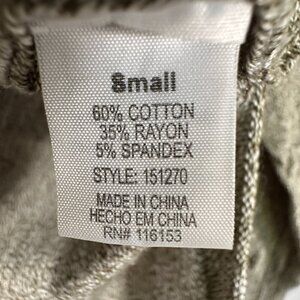 Small
60% COTTON
35% RAYON
5% SPANDEX
STYLE: 151270
MADE IN CHINA
HECHO EM CHINA
RN# 116153